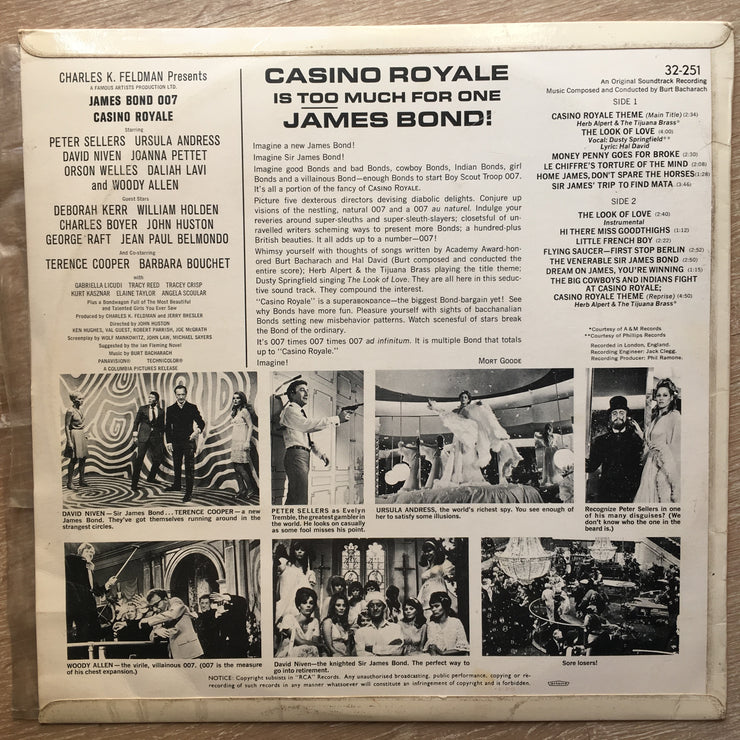 CHARLES K. FELDMAN Presents
A FAMOUS ARTISTS PRODUCTION LTD.
JAMES BOND 007
CASINO ROYALE
Starring
PETER SELLERS URSULA ANDRESS
DAVID NIVEN JOANNA PETTET
ORSON WELLES DALIAH LAVI
and WOODY ALLEN
Guest Stars
DEBORAH KERR WILLIAM HOLDEN
CHARLES BOYER JOHN HUSTON
GEORGE RAFT JEAN PAUL BELMONDO
And Co-starring
TERENCE COOPER BARBARA BOUCHET
with
GABRIELLA LICUDI TRACY REED TRACEY CRISP
KURT KASZNAR ELAINE TAYLOR ANGELA SCOULAR
Plus a Bondwagon Full of The Most Beautiful
and Talented Girls You Ever Saw
Produced by CHARLES K. FELDMAN and JERRY BRESLER
Directed by JOHN HUSTON
KEN HUGHES, VAL GUEST, ROBERT PARRISH, JOE McGRATH
Screenplay by WOLF MANKOWITZ, JOHN LAW, MICHAEL SAYERS
Suggested by the Ian Fleming Novel
Music by BURT BACHARACH
PANAVISION® TECHNICOLOR®
A COLUMBIA PICTURES RELEASE
CASINO ROYALE
IS TOO MUCH FOR ONE
JAMES BOND!
Imagine a new James Bond!
Imagine Sir James Bond!
Imagine good Bonds and bad Bonds, cowboy Bonds, Indian Bonds, girl
Bonds and a villainous Bond—enough Bonds to start Boy Scout Troop 007.
It's all a portion of the fancy of CASINO ROYALE.
Picture five dexterous directors devising diabolic delights. Conjure up
visions of the nestling, natural 007 and a 007 au naturel. Indulge your
reveries around super-sleuths and super-sleuth-slayers; closetsful of un-
ravelled writers scheming ways to present more Bonds; a hundred-plus
British beauties. It all adds up to a number—007!
Whimsy yourself with thoughts of songs written by Academy Award-hon-
ored Burt Bacharach and Hal David (Burt composed and conducted the
entire score); Herb Alpert & the Tijuana Brass playing the title theme;
Dusty Springfield singing The Look of Love. They are all here in this seduc-
tive sound track. They compound the interest.
"Casino Royale" is a superaBONDance—the biggest Bond-bargain yet! See
why Bonds have more fun. Pleasure yourself with sights of bacchanalian
Bonds setting new misbehavior patterns. Watch scenesful of stars break
the Bond of the ordinary.
It's 007 times 007 times 007 ad infinitum. It is multiple Bond that totals
up to "Casino Royale."
Imagine! MORT GOODE
32-251
An Original Soundtrack Recording
Music Composed and Conducted by Burt Bacharach
SIDE 1
CASINO ROYALE THEME (Main Title) (2:34)
Herb Alpert & The Tijuana Brass*
THE LOOK OF LOVE (4:00)
Vocal: Dusty Springfield**
Lyric: Hal David
MONEY PENNY GOES FOR BROKE (2:30)
LE CHIFFRE'S TORTURE OF THE MIND (2:08)
HOME JAMES, DON'T SPARE THE HORSES (1:28)
SIR JAMES' TRIP TO FIND MATA (3:46)
SIDE 2
THE LOOK OF LOVE (2:40)
Instrumental
HI THERE MISS GOODTHIGHS (1:12)
LITTLE FRENCH BOY (2:22)
FLYING SAUCER—FIRST STOP BERLIN (2:52)
THE VENERABLE SIR JAMES BOND (2:50)
DREAM ON JAMES, YOU'RE WINNING (1:15)
THE BIG COWBOYS AND INDIANS FIGHT
AT CASINO ROYALE;
CASINO ROYALE THEME (Reprise) (4:50)
Herb Alpert & The Tijuana Brass*
*Courtesy of A & M Records
**Courtesy of Phillips Records
Recorded in London, England.
Recording Engineer: Jack Clegg.
Recording Producer: Phil Ramone.
DAVID NIVEN—Sir James Bond...TERENCE COOPER—a new
James Bond. They've got themselves running around in the
strangest circles.
PETER SELLERS as Evelyn
Tremble, the greatest gambler in
the world. He looks on casually
as some fool misses his point.
URSULA ANDRESS, the world's richest spy. You see enough of
her to satisfy some illusions.
Recognize Peter Sellers in one
of his many disguises? (We
don't know who the one in the
beard is.)
WOODY ALLEN—the virile, villainous 007. (007 is the measure
of his chest expansion.)
David Niven—the knighted Sir James Bond. The perfect way to
go into retirement.
Sore losers!
NOTICE: Copyright subsists in "RCA" Records. Any unauthorised broadcasting, public performance, copying or re-
recording of such records in any manner whatsoever will constitute an infringement of copyright and is forbidden.